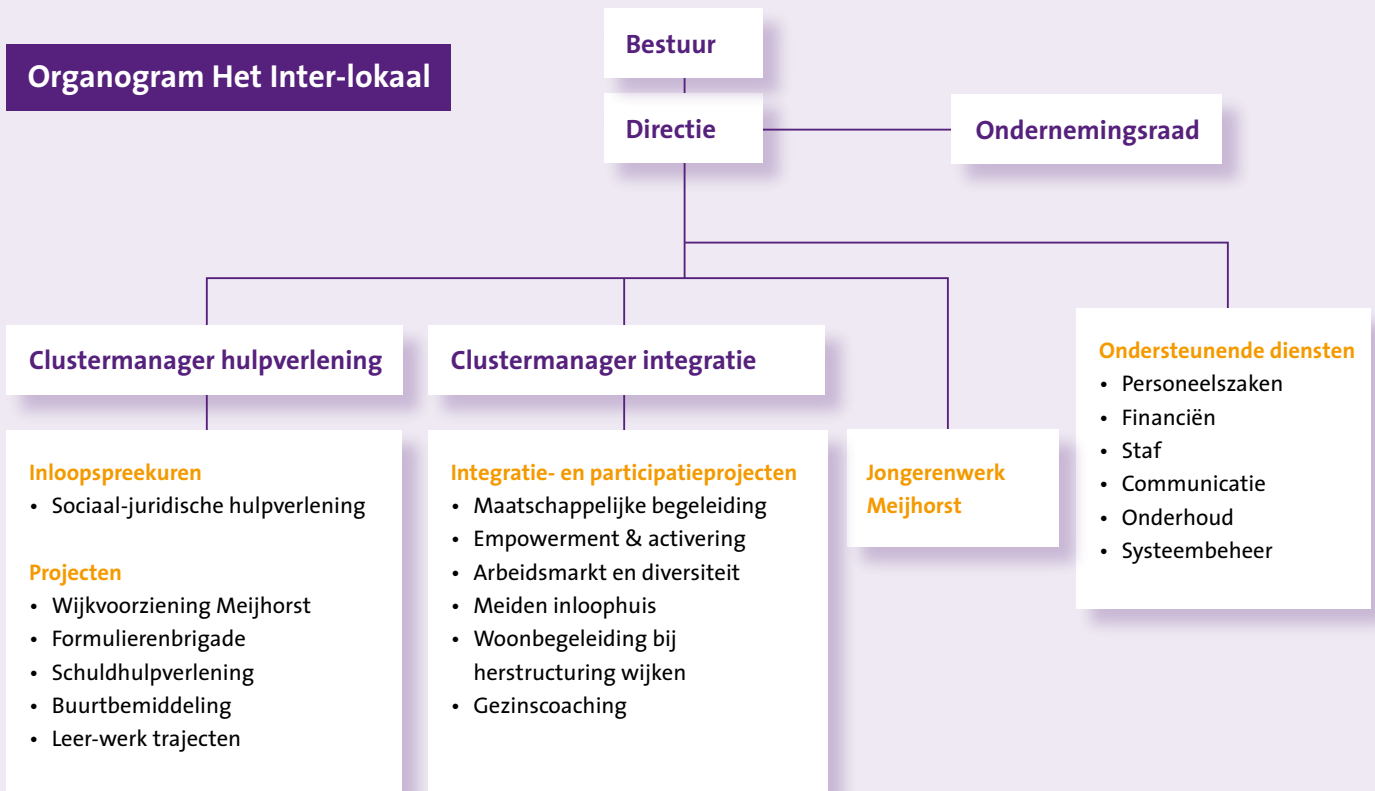 Organogram Het Inter-lokaal
Bestuur
Directie
Ondernemingsraad
Clustermanager hulpverlening
Inloopspreekuren
• Sociaal-juridische hulpverlening
Projecten
• Wijkvoorziening Meijhorst
• Formulierenbrigade
• Schuldhulpverlening
• Buurtbemiddeling
• Leer-werk trajecten
Clustermanager integratie
Integratie- en participatieprojecten
• Maatschappelijke begeleiding
• Empowerment & activering
• Arbeidsmarkt en diversiteit
• Meiden inloophuis
• Woonbegeleiding bij
herstructuring wijken
• Gezinscoaching
Jongerenwerk
Meijhorst
Ondersteunende diensten
• Personeelszaken
• Financiën
• Staf
• Communicatie
• Onderhoud
• Systeembeheer